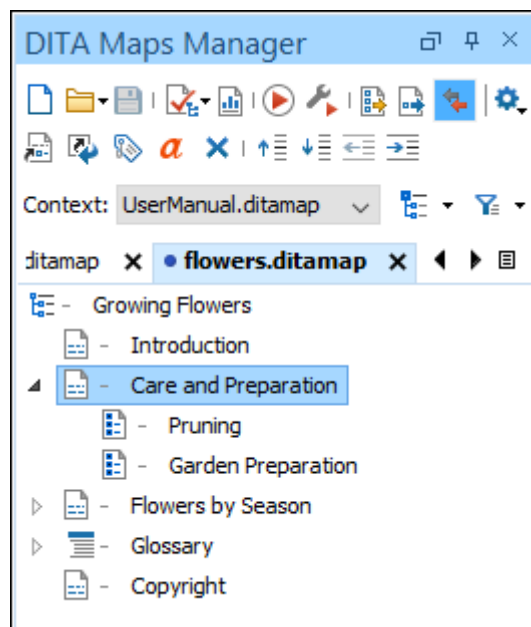 DITA Maps Manager
Context: UserManual.ditamap
ditamap flowers.ditamap
Growing Flowers
Introduction
Care and Preparation
Pruning
Garden Preparation
Flowers by Season
Glossary
Copyright